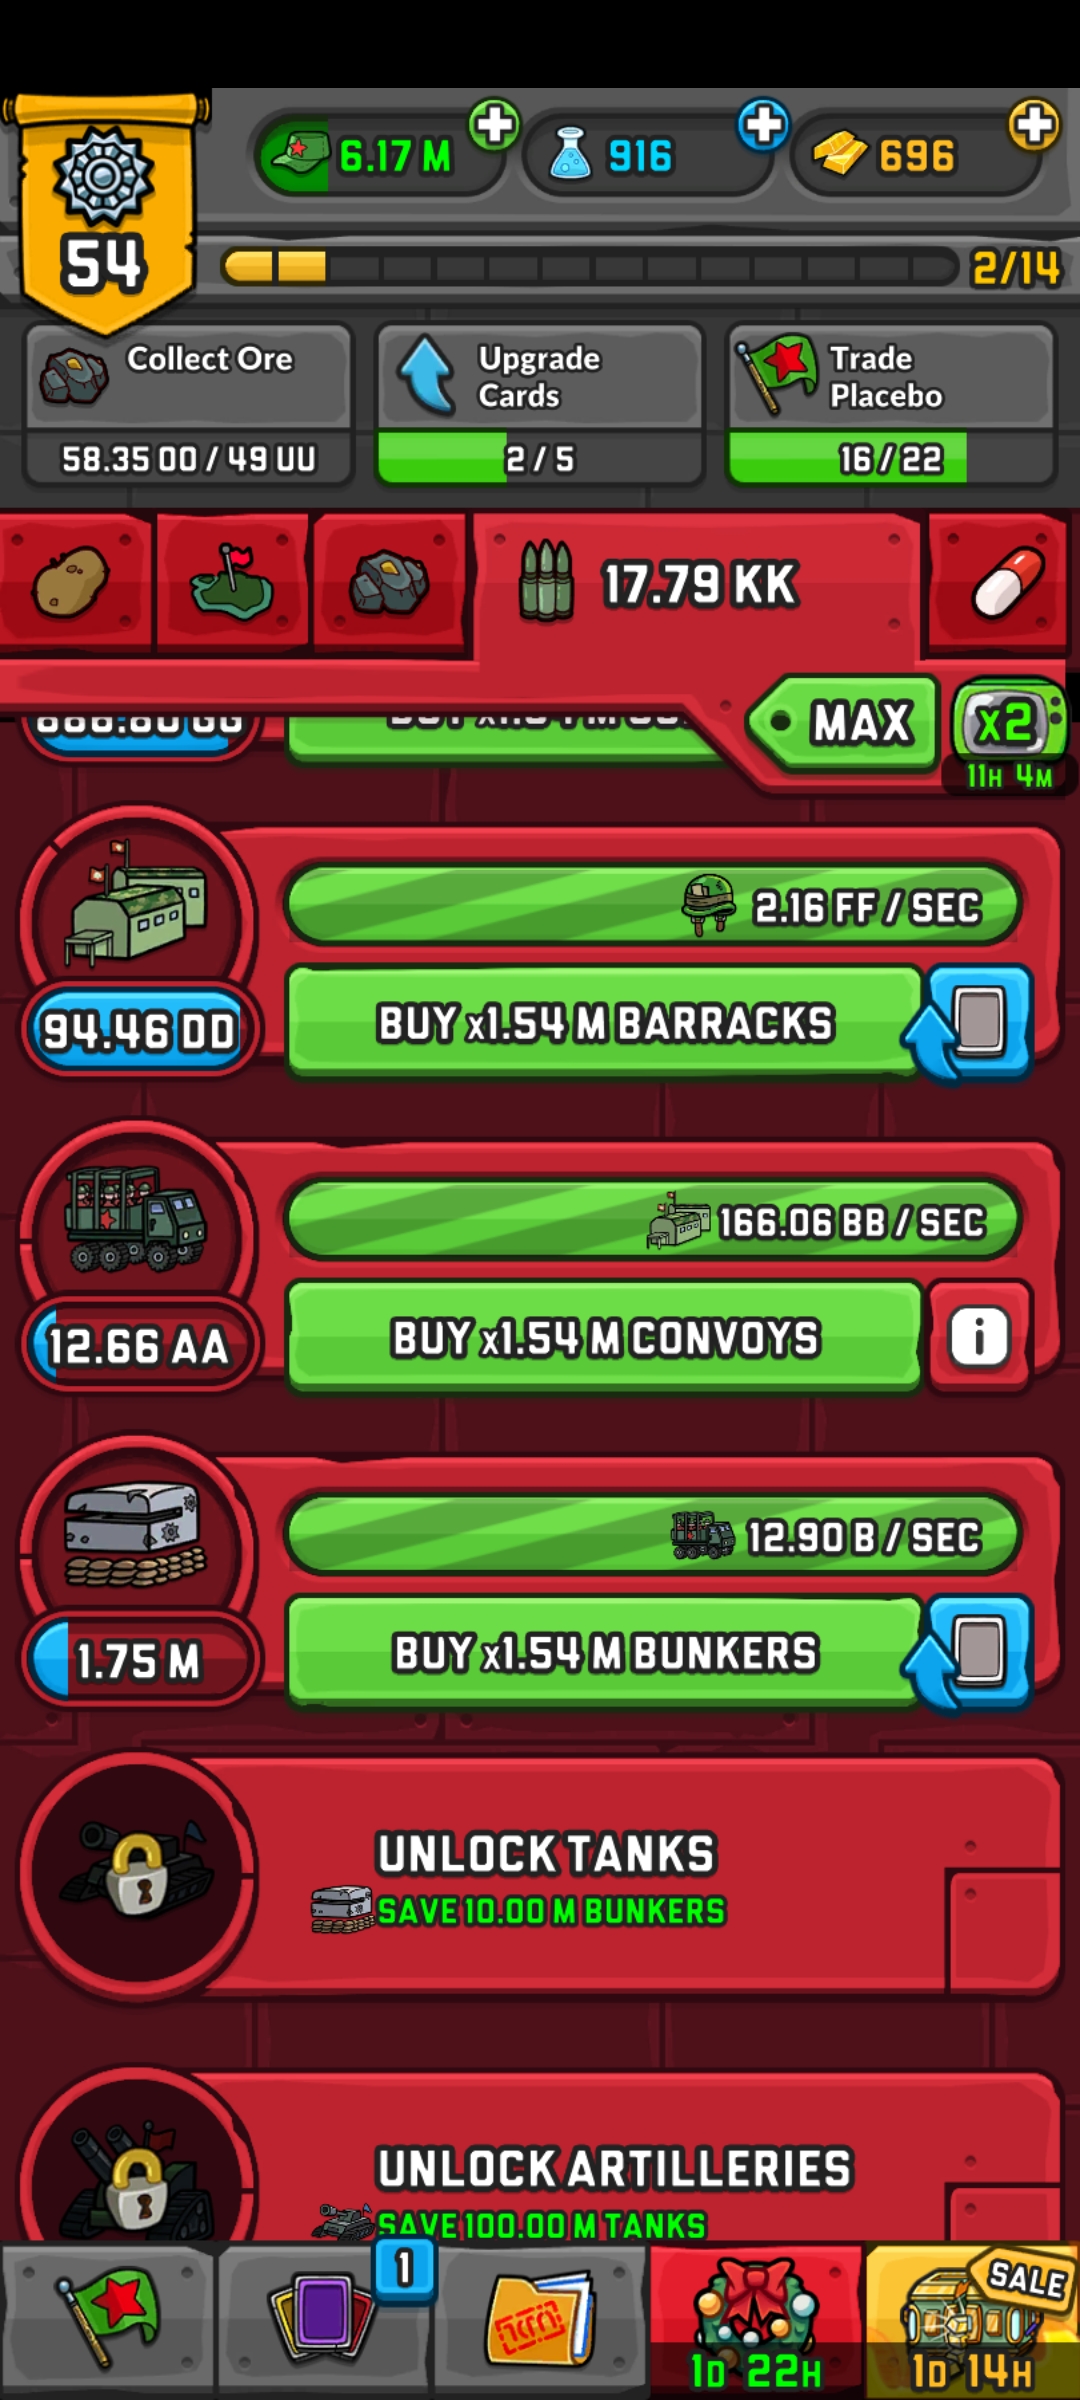 54
6.17 M
916
696
2/14
Collect Ore
58.35 OO / 49 UU
Upgrade
Cards
2 / 5
Trade
Placebo
16 / 22
17.79 KK
MAX
x2
11H 4M
94.46 DD
2.16 FF / SEC
BUY x1.54 M BARRACKS
12.66 AA
166.06 BB / SEC
BUY x1.54 M CONVOYS
i
1.75 M
12.90 B / SEC
BUY x1.54 M BUNKERS
UNLOCK TANKS
SAVE 10.00 M BUNKERS
UNLOCK ARTILLERIES
SAVE 100.00 M TANKS
1
SALE
1D 22H
1D 14H